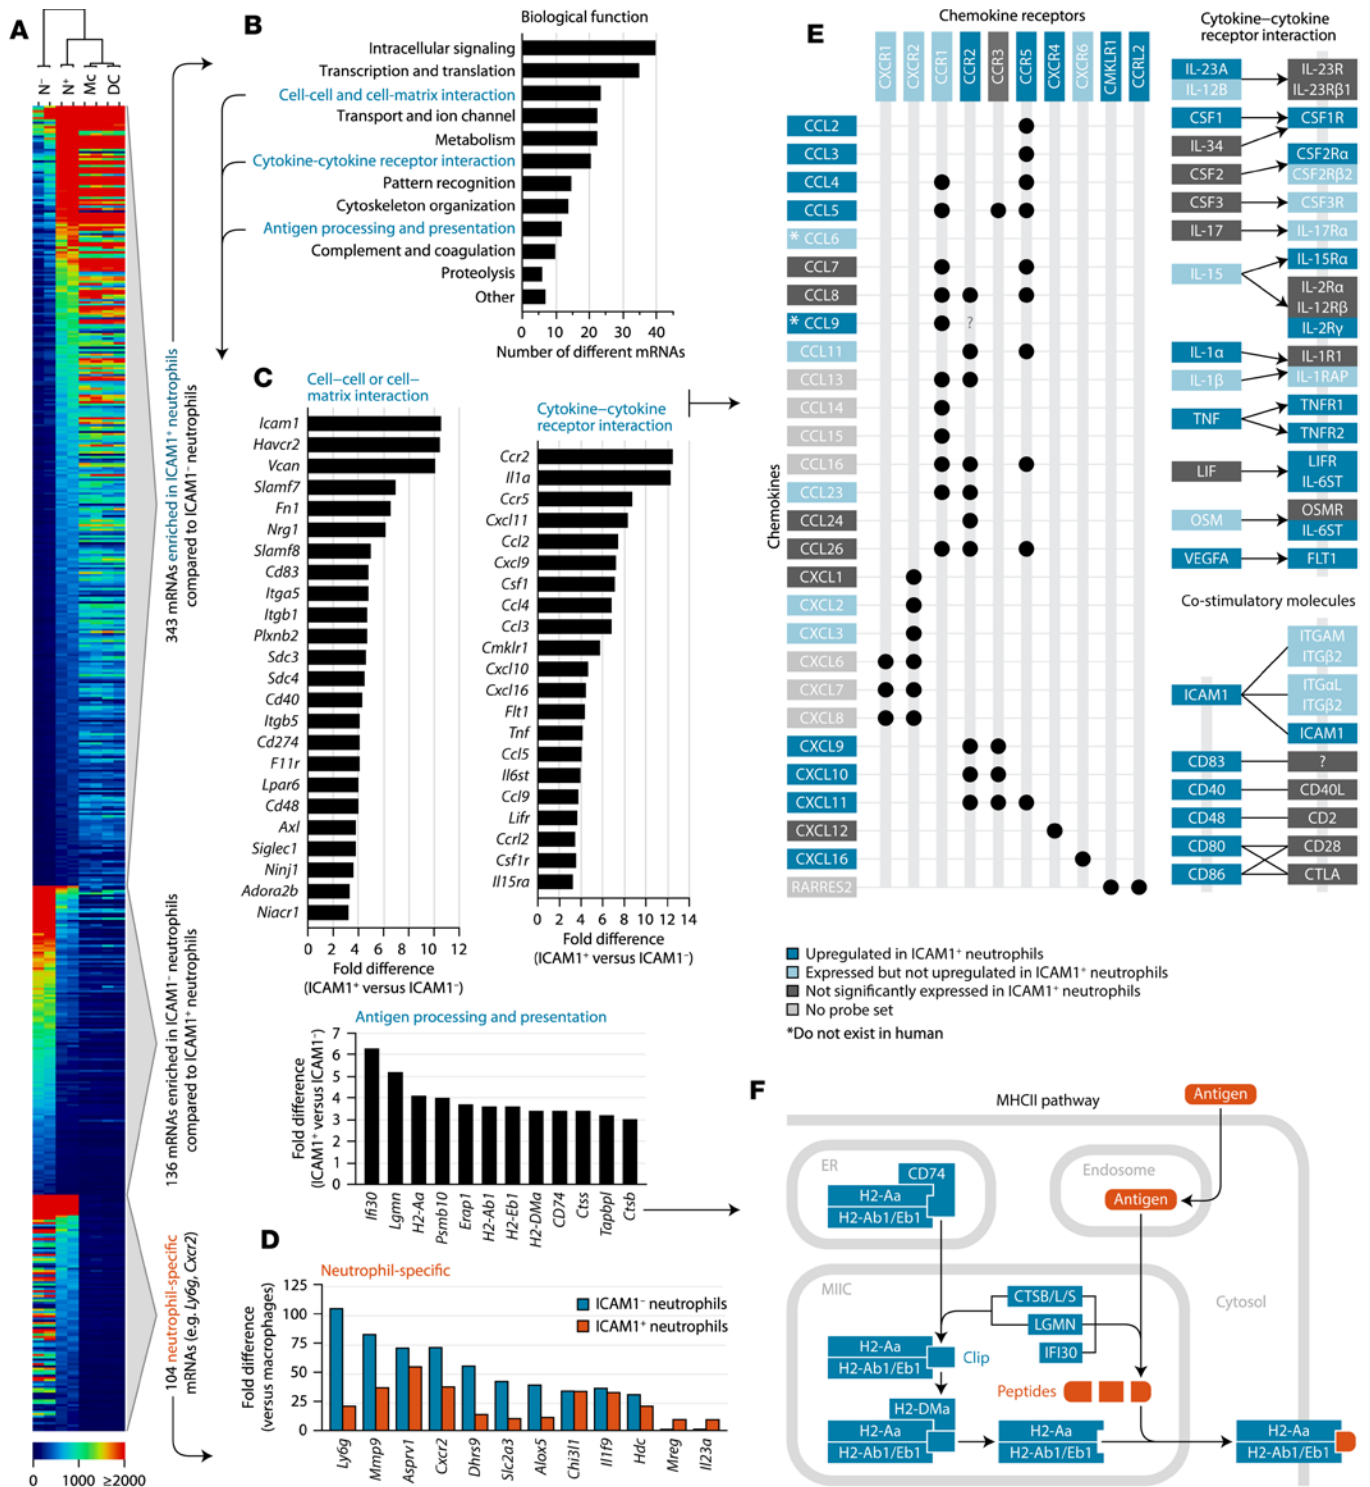 A
N⁻
N⁺
Mc
DC
343 mRNAs enriched in ICAM1⁺ neutrophils
compared to ICAM1⁻ neutrophils
136 mRNAs enriched in ICAM1⁻ neutrophils
compared to ICAM1⁺ neutrophils
104 neutrophil-specific
mRNAs (e.g. Ly6g, Cxcr2)
0 1000 ≥2000
B
Biological function
Intracellular signaling
Transcription and translation
Cell-cell and cell-matrix interaction
Transport and ion channel
Metabolism
Cytokine-cytokine receptor interaction
Pattern recognition
Cytoskeleton organization
Antigen processing and presentation
Complement and coagulation
Proteolysis
Other
0 10 20 30 40
Number of different mRNAs
C
Cell–cell or cell–
matrix interaction
Icam1
Havcr2
Vcan
Slamf7
Fn1
Nrg1
Slamf8
Cd83
Itga5
Itgb1
Plxnb2
Sdc3
Sdc4
Cd40
Itgb5
Cd274
F11r
Lpar6
Cd48
Axl
Siglec1
Ninj1
Adora2b
Niacr1
0 2 4 6 8 10 12
Fold difference
(ICAM1⁺ versus ICAM1⁻)
Cytokine–cytokine
receptor interaction
Ccr2
Il1a
Ccr5
Cxcl11
Ccl2
Cxcl9
Csf1
Ccl4
Ccl3
Cmklr1
Cxcl10
Cxcl16
Flt1
Tnf
Ccl5
Il6st
Ccl9
Lifr
Ccrl2
Csf1r
Il15ra
0 2 4 6 8 10 12 14
Fold difference
(ICAM1⁺ versus ICAM1⁻)
Antigen processing and presentation
Fold difference
(ICAM1⁺ versus ICAM1⁻)
7
6
5
4
3
2
1
0
Ifi30
Lgmn
H2-Aa
Psmb10
Erap1
H2-Ab1
H2-Eb1
H2-DMa
CD74
Ctss
Tapbpl
Ctsb
D
Neutrophil-specific
ICAM1⁻ neutrophils
ICAM1⁺ neutrophils
Fold difference
(versus macrophages)
125
100
75
50
25
0
Ly6g
Mmp9
Asprv1
Cxcr2
Dhrs9
Slc2a3
Alox5
Chi3l1
Il1f9
Hdc
Mreg
Il23a
E
Chemokine receptors
CXCR1
CXCR2
CCR1
CCR2
CCR3
CCR5
CXCR4
CXCR6
CMKLR1
CCRL2
Chemokines
CCL2
CCL3
CCL4
CCL5
* CCL6
CCL7
CCL8
* CCL9
?
CCL11
CCL13
CCL14
CCL15
CCL16
CCL23
CCL24
CCL26
CXCL1
CXCL2
CXCL3
CXCL6
CXCL7
CXCL8
CXCL9
CXCL10
CXCL11
CXCL12
CXCL16
RARRES2
Cytokine–cytokine
receptor interaction
IL-23A IL-23R
IL-12B IL-23Rβ1
CSF1 CSF1R
IL-34
CSF2Rα
CSF2 CSF2Rβ2
CSF3 CSF3R
IL-17 IL-17Rα
IL-15Rα
IL-15
IL-2Rα
IL-12Rβ
IL-2Rγ
IL-1α IL-1R1
IL-1β IL-1RAP
TNFR1
TNF
TNFR2
LIFR
LIF
IL-6ST
OSMR
OSM
IL-6ST
VEGFA FLT1
Co-stimulatory molecules
ITGAM
ITGβ2
ITGαL
ICAM1
ITGβ2
ICAM1
CD83 ?
CD40 CD40L
CD48 CD2
CD80 CD28
CD86 CTLA
Upregulated in ICAM1⁺ neutrophils
Expressed but not upregulated in ICAM1⁺ neutrophils
Not significantly expressed in ICAM1⁺ neutrophils
No probe set
*Do not exist in human
F
MHCII pathway
Antigen
ER
CD74
H2-Aa
H2-Ab1/Eb1
Endosome
Antigen
MIIC
Cytosol
CTSB/L/S
LGMN
IFI30
H2-Aa
H2-Ab1/Eb1
Clip
Peptides
H2-DMa
H2-Aa
H2-Ab1/Eb1
H2-Aa
H2-Ab1/Eb1
H2-Aa
H2-Ab1/Eb1